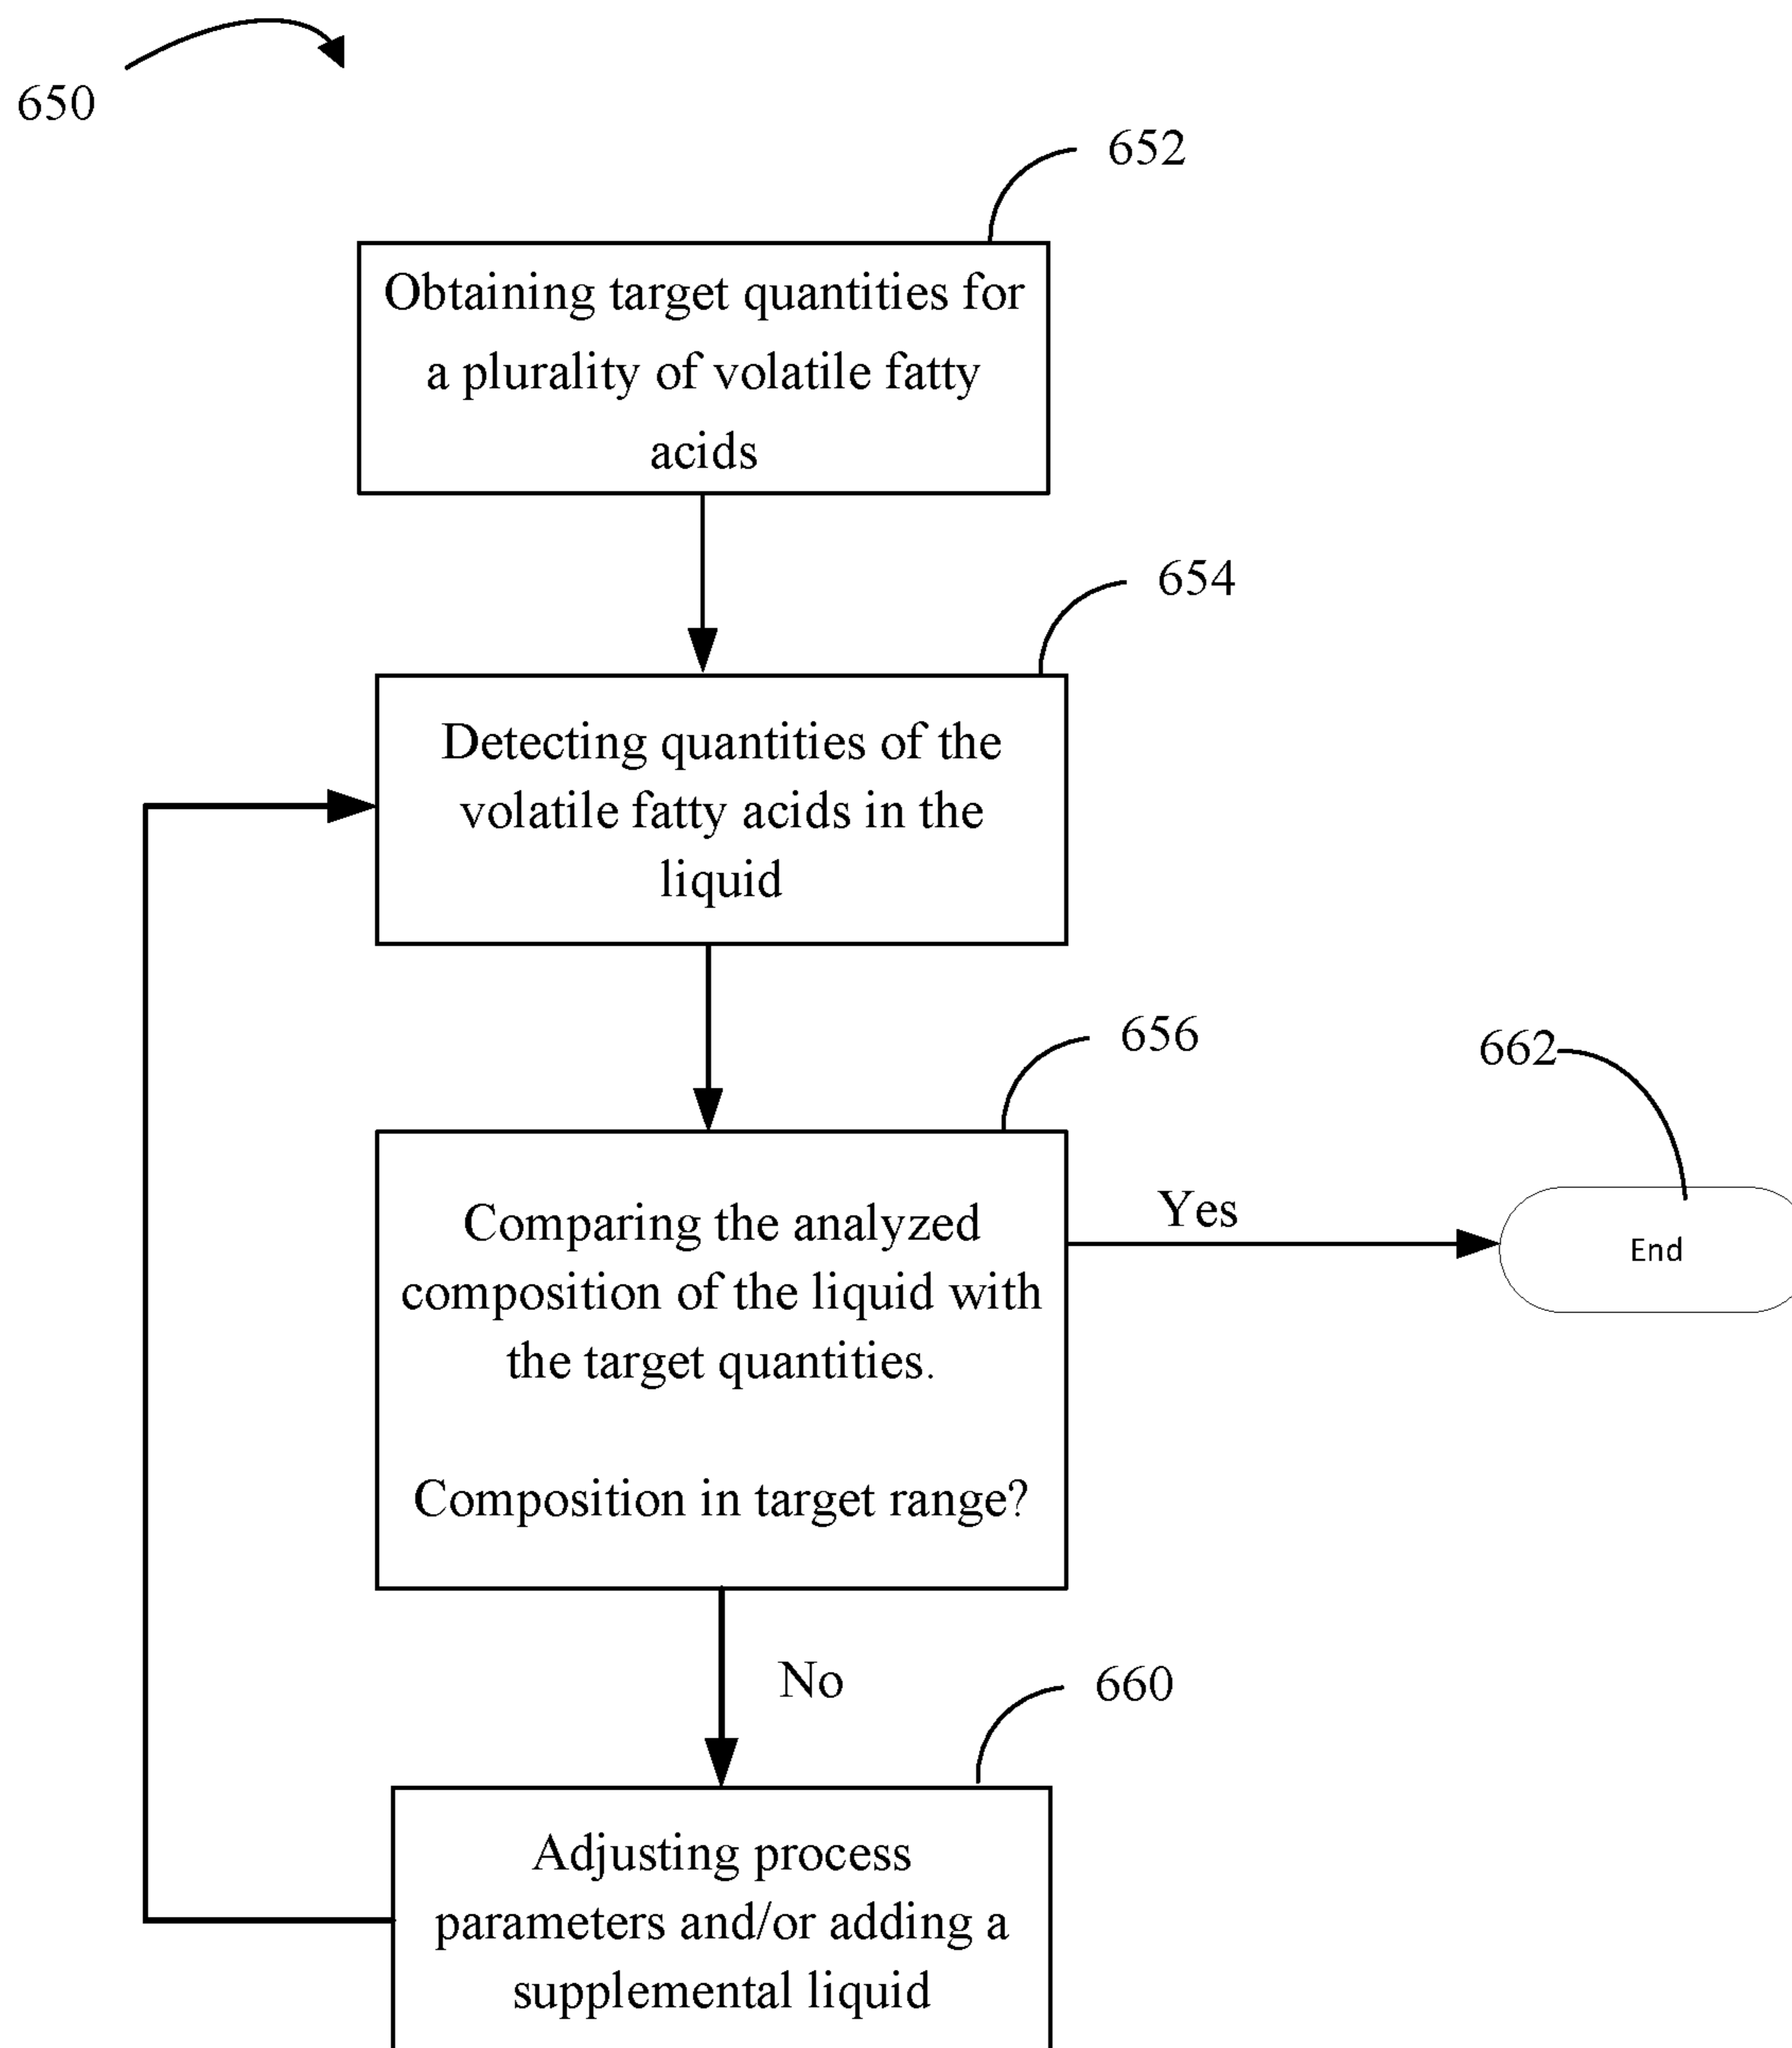 650
652
Obtaining target quantities for
a plurality of volatile fatty
acids
654
Detecting quantities of the
volatile fatty acids in the
liquid
656
662
Comparing the analyzed
composition of the liquid with
the target quantities.
Composition in target range?
Yes
End
No
660
Adjusting process
parameters and/or adding a
supplemental liquid